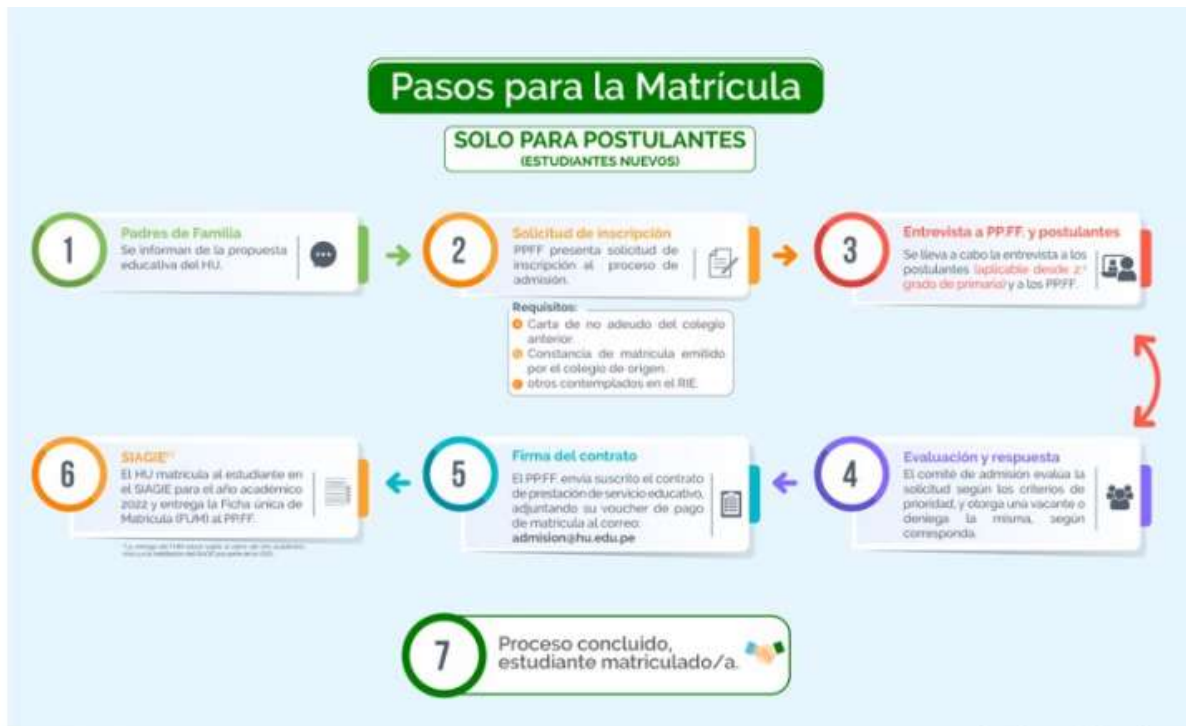 Pasos para la Matrícula
SOLO PARA POSTULANTES
(ESTUDIANTES NUEVOS)
1
Padres de Familia
Se informan de la propuesta
educativa del HU.
2
Solicitud de inscripción
PPFF presenta solicitud de
inscripción al proceso de
admisión.
Requisitos:
Carta de no adeudo del colegio
anterior.
Constancia de matrícula emitido
por el colegio de origen.
otros contemplados en el RIE.
3
Entrevista a PP.FF. y postulantes
Se lleva a cabo la entrevista a los
postulantes (aplicable desde 2.°
grado de primaria) y a los PP.FF.
4
Evaluación y respuesta
El comité de admisión evalúa la
solicitud según los criterios de
prioridad, y otorga una vacante o
deniega la misma, según
corresponda.
5
Firma del contrato
El PP.FF. envía suscrito el contrato
de prestación de servicio educativo,
adjuntando su voucher de pago
de matrícula al correo:
admision@hu.edu.pe
6
SIAGIE
El HU matricula al estudiante en
el SIAGIE para el año académico
2022 y entrega la Ficha única de
Matrícula (FUM) al PP.FF.
7
Proceso concluido,
estudiante matriculado/a.